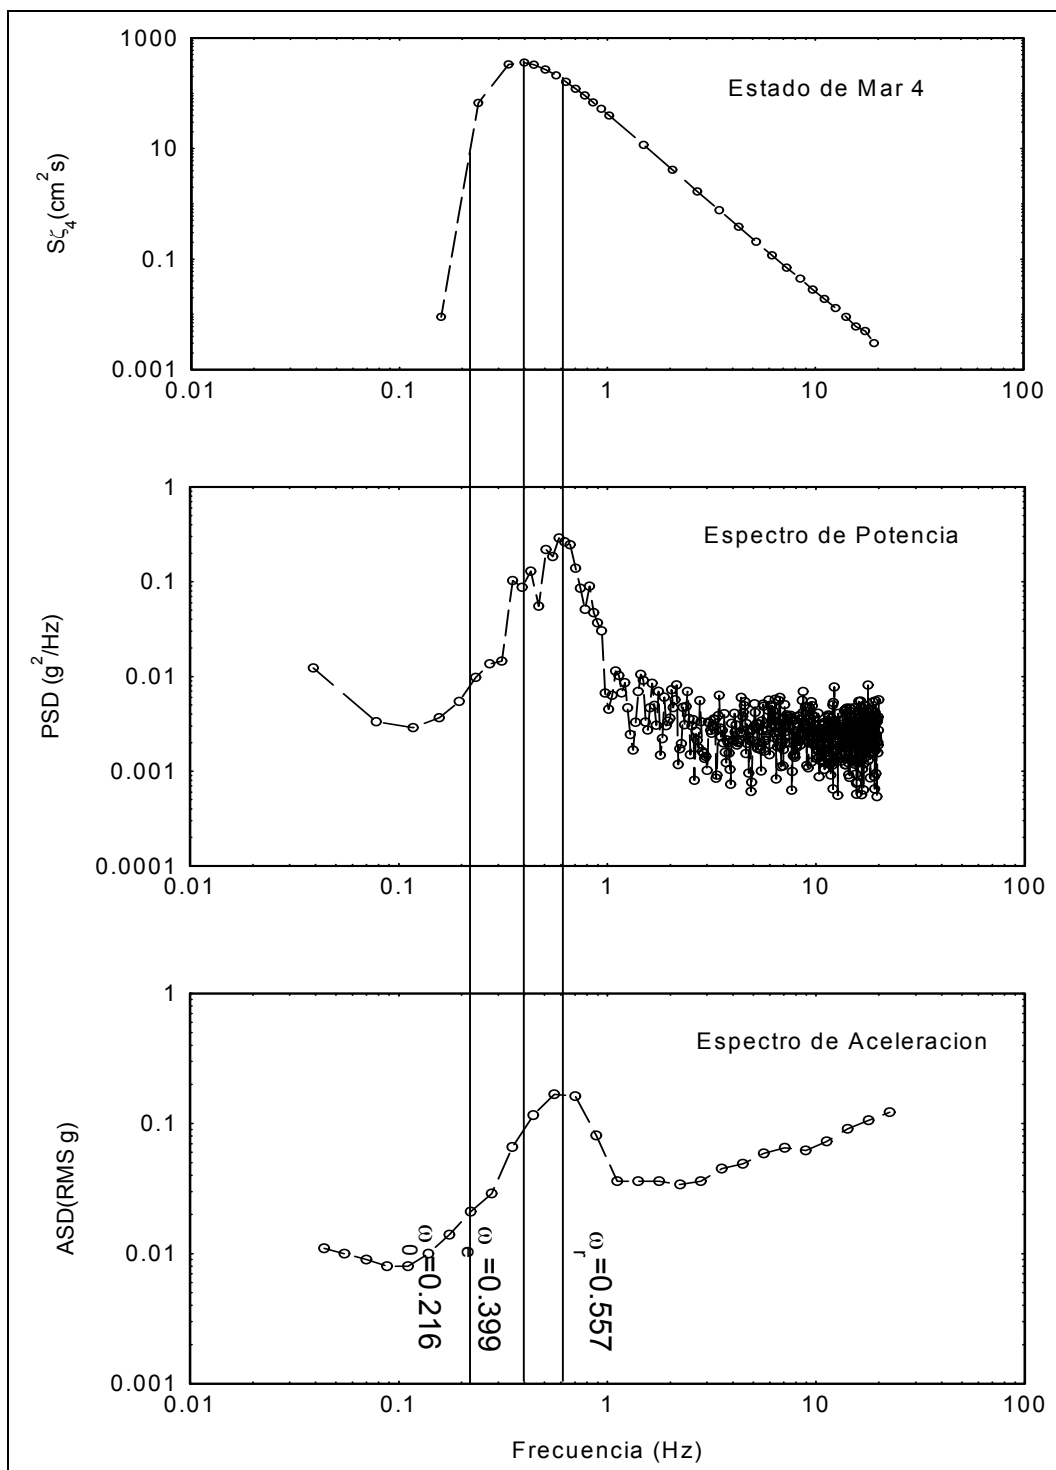 1000
10
0.1
0.001
Sζ₄(cm²s)
Estado de Mar 4
0.01 0.1 1 10 100
1
0.1
0.01
0.001
0.0001
PSD (g²/Hz)
Espectro de Potencia
0.01 0.1 1 10 100
1
0.1
0.01
0.001
ASD(RMS g)
Espectro de Aceleracion
ω₀=0.216
ωₑ=0.399
ωᵣ=0.557
0.01 0.1 1 10 100
Frecuencia (Hz)